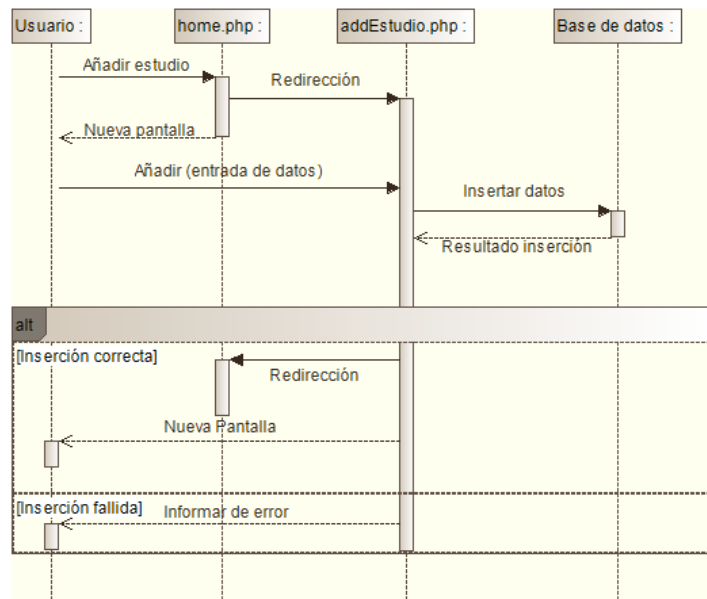 Usuario :
home.php :
addEstudio.php :
Base de datos :
Añadir estudio
Redirección
Nueva pantalla
Añadir (entrada de datos)
Insertar datos
Resultado inserción
alt
[Inserción correcta]
Redirección
Nueva Pantalla
[Inserción fallida]
Informar de error